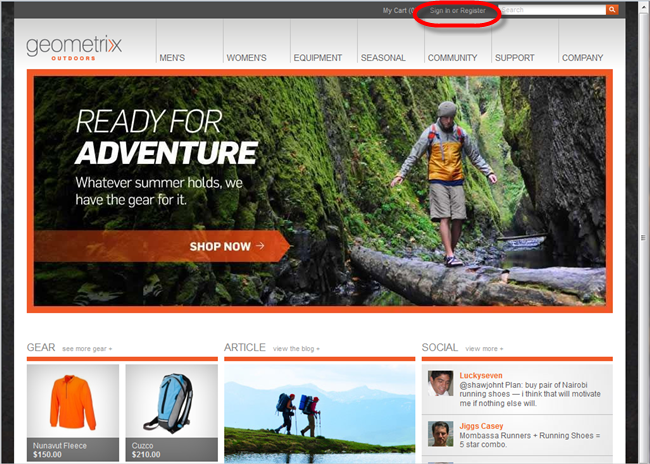 My Cart (0
Sign In or Register
Search
geometrixx
OUTDOORS
MEN'S
WOMEN'S
EQUIPMENT
SEASONAL
COMMUNITY
SUPPORT
COMPANY
READY FOR
ADVENTURE
Whatever summer holds, we
have the gear for it.
SHOP NOW →
GEAR see more gear »
ARTICLE view the blog »
SOCIAL view more »
Nunavut Fleece
$150.00
Cuzco
$210.00
Luckyseven
@shawjohnt Plan: buy pair of Nairobi
running shoes — i think that will motivate
me if nothing else will.
Jiggs Casey
Mombassa Runners + Running Shoes =
5 star combo.